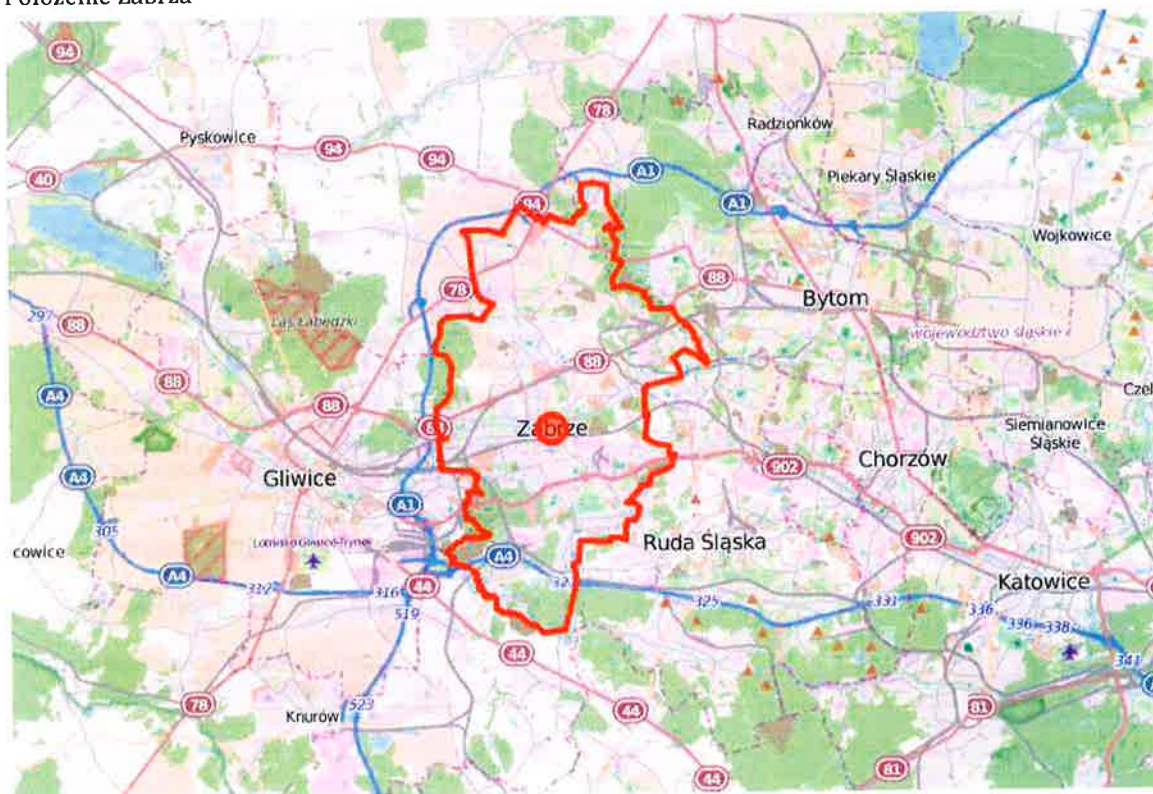 Położenie Zabrza
94
78
Radzionków
Pyskowice
94
94
A1
Piekary Śląskie
40
94
A1
Wojkowice
88
78
Bytom
297
88
Las Łabędzki
województwo śląskie
88
88
A4
88
Czel
Siemianowice
Śląskie
Zabrze
Chorzów
902
A4
Gliwice
A1
305
Ruda Śląska
902
cowice
A4
A4
Katowice
317
316
44
325
331
336
519
336
338
341
44
78
523
Knurów
44
81
44
81